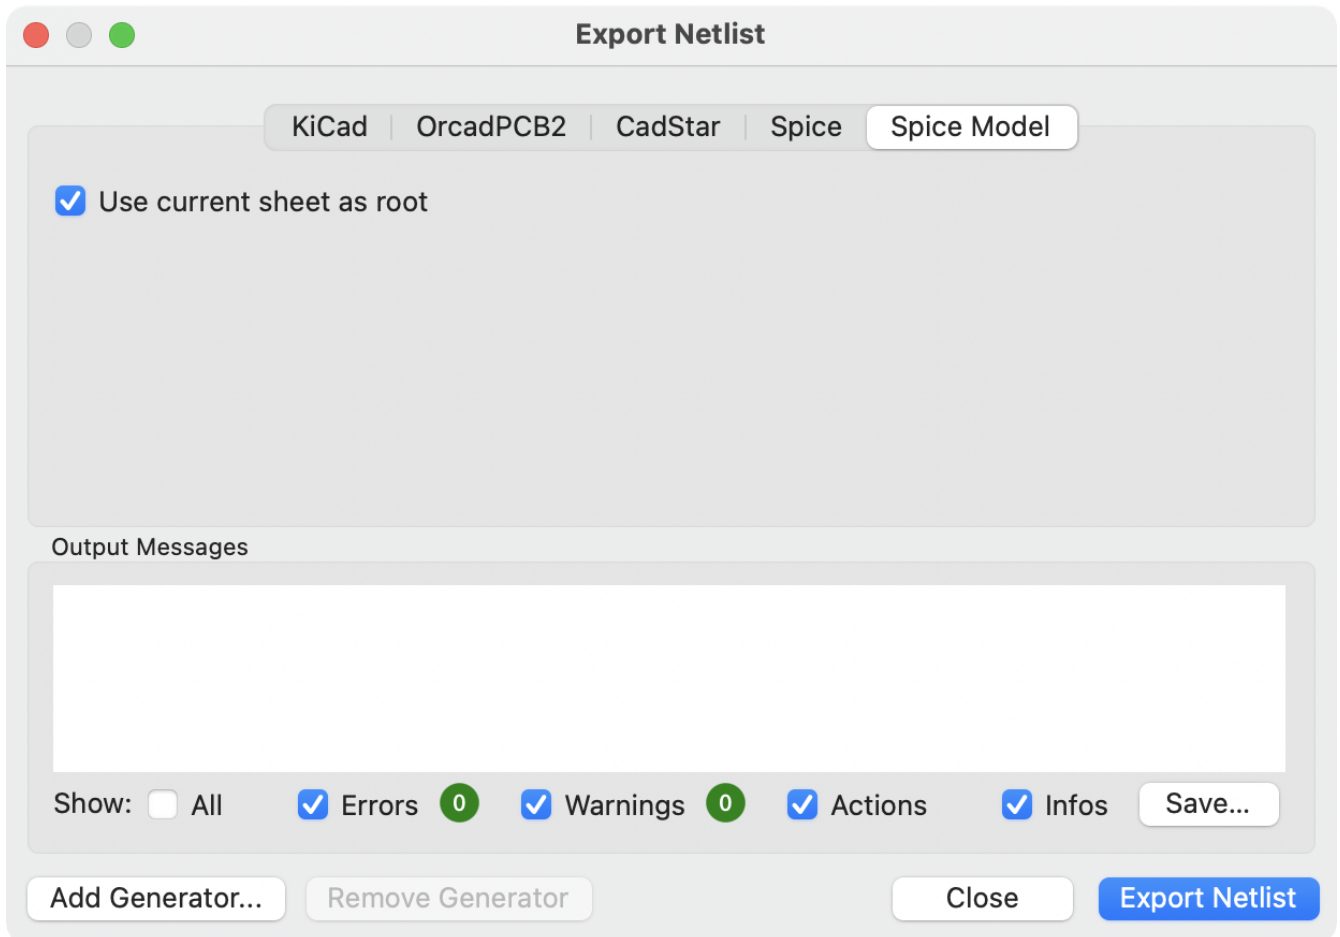 Export Netlist
KiCad OrcadPCB2 CadStar Spice Spice Model
Use current sheet as root
Output Messages
Show: All Errors 0 Warnings 0 Actions Infos Save...
Add Generator... Remove Generator Close Export Netlist